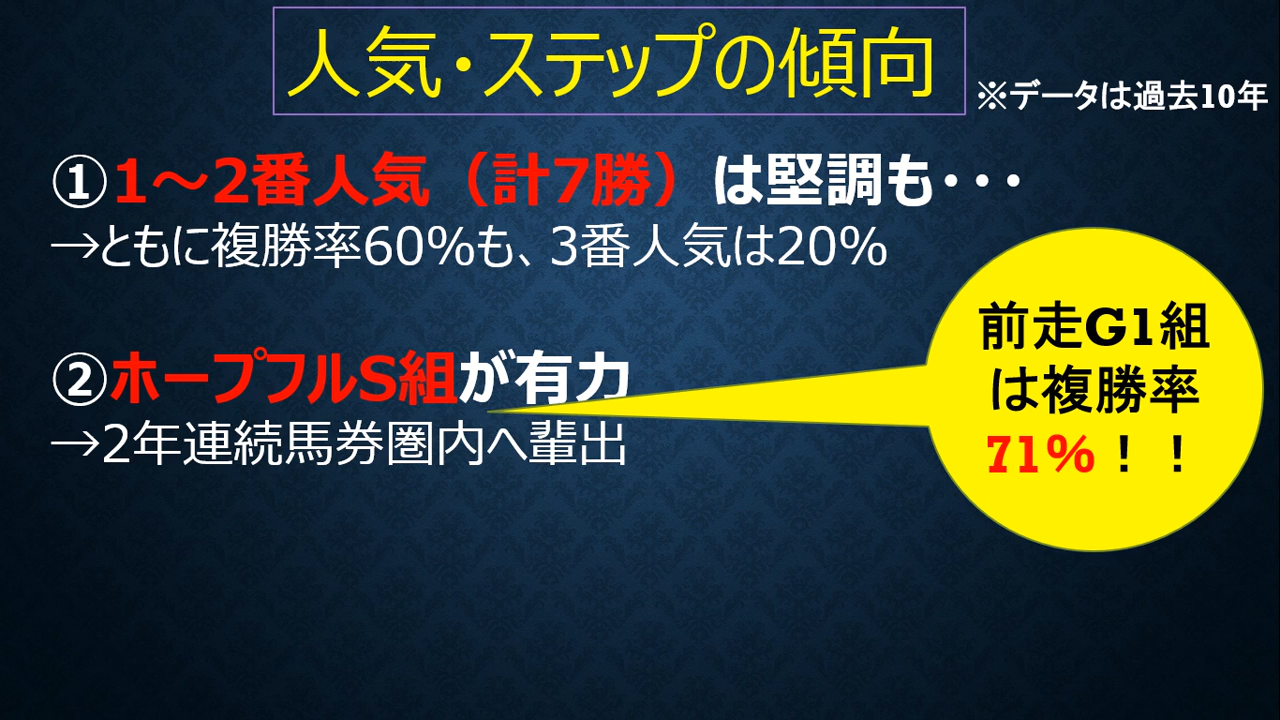 人気・ステップの傾向
※データは過去10年
①1～2番人気（計7勝）は堅調も・・・
→ともに複勝率60%も、3番人気は20%
②ホープフルS組が有力
→2年連続馬券圏内へ輩出
前走G1組
は複勝率
71%！！